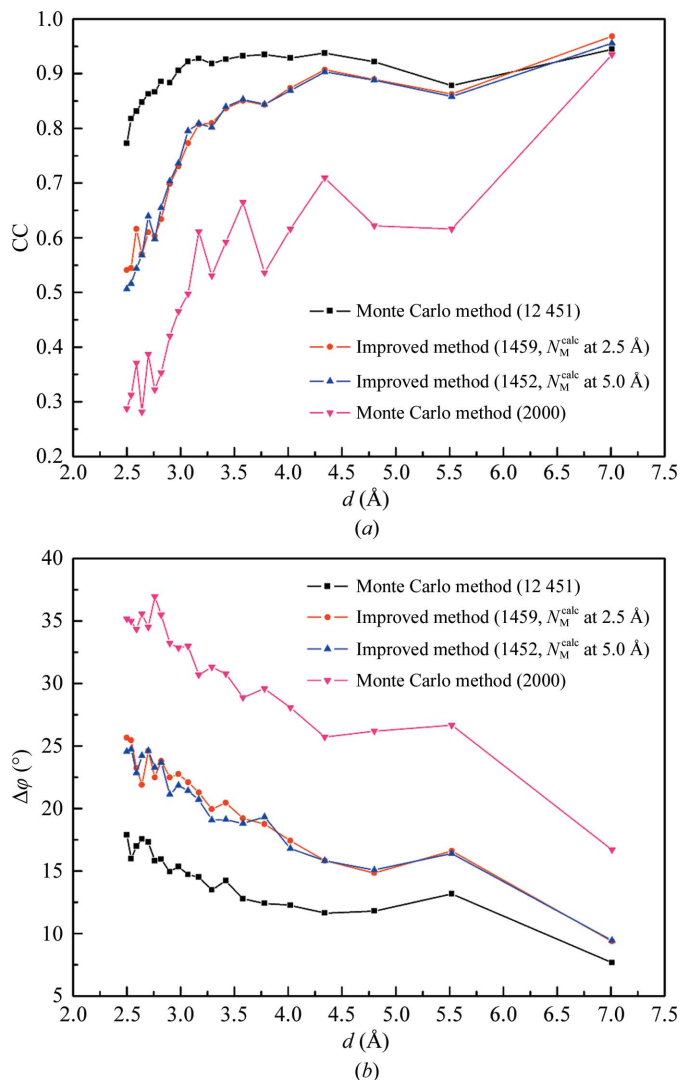 1.0
0.9
0.8
0.7
0.6
0.5
0.4
0.3
0.2
CC
Monte Carlo method (12 451)
Improved method (1459, N_M^calc at 2.5 Å)
Improved method (1452, N_M^calc at 5.0 Å)
Monte Carlo method (2000)
2.0 2.5 3.0 3.5 4.0 4.5 5.0 5.5 6.0 6.5 7.0 7.5
d (Å)
(a)
40
35
30
25
20
15
10
5
Δφ (°)
Monte Carlo method (12 451)
Improved method (1459, N_M^calc at 2.5 Å)
Improved method (1452, N_M^calc at 5.0 Å)
Monte Carlo method (2000)
2.0 2.5 3.0 3.5 4.0 4.5 5.0 5.5 6.0 6.5 7.0 7.5
d (Å)
(b)